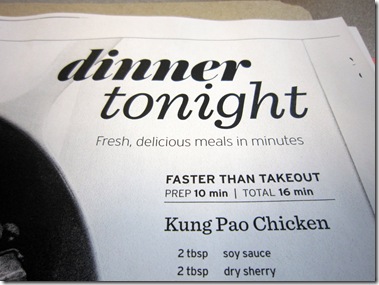 dinner
tonight
Fresh, delicious meals in minutes
FASTER THAN TAKEOUT
PREP 10 min | TOTAL 16 min
Kung Pao Chicken
2 tbsp soy sauce
2 tbsp dry sherry